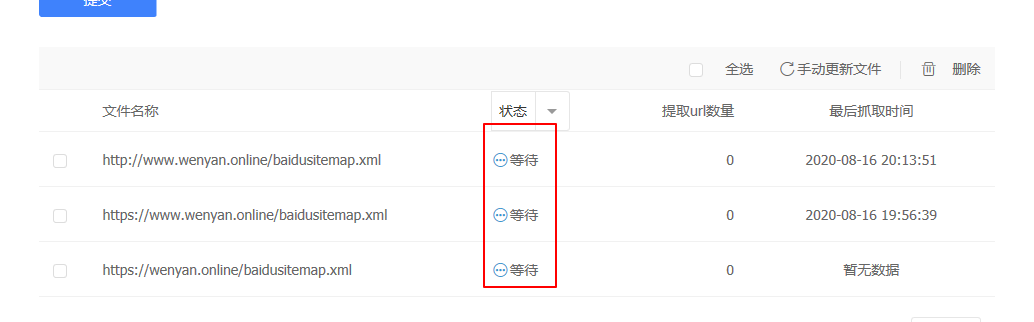 提交
全选 手动更新文件 删除
文件名称 状态 提取url数量 最后抓取时间
http://www.wenyan.online/baidusitemap.xml 等待 0 2020-08-16 20:13:51
https://www.wenyan.online/baidusitemap.xml 等待 0 2020-08-16 19:56:39
https://wenyan.online/baidusitemap.xml 等待 0 暂无数据